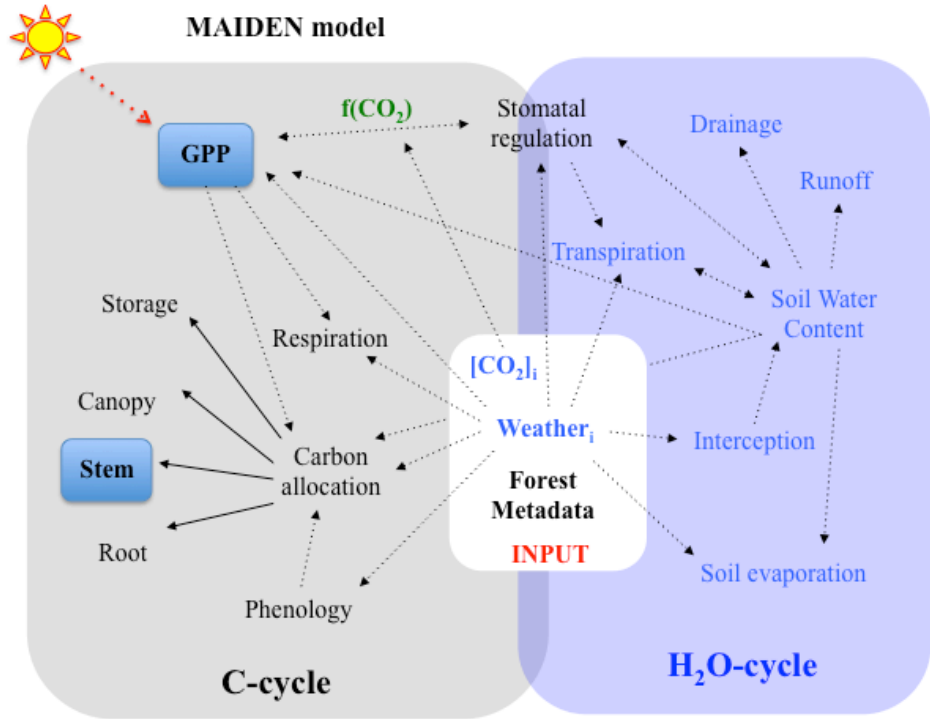 MAIDEN model
f(CO₂)
Stomatal
regulation
Drainage
GPP
Runoff
Transpiration
Storage
Soil Water
Content
Respiration
[CO₂]ᵢ
Canopy
Weatherᵢ
Interception
Stem
Carbon
allocation
Forest
Metadata
Root
INPUT
Soil evaporation
Phenology
C-cycle
H₂O-cycle